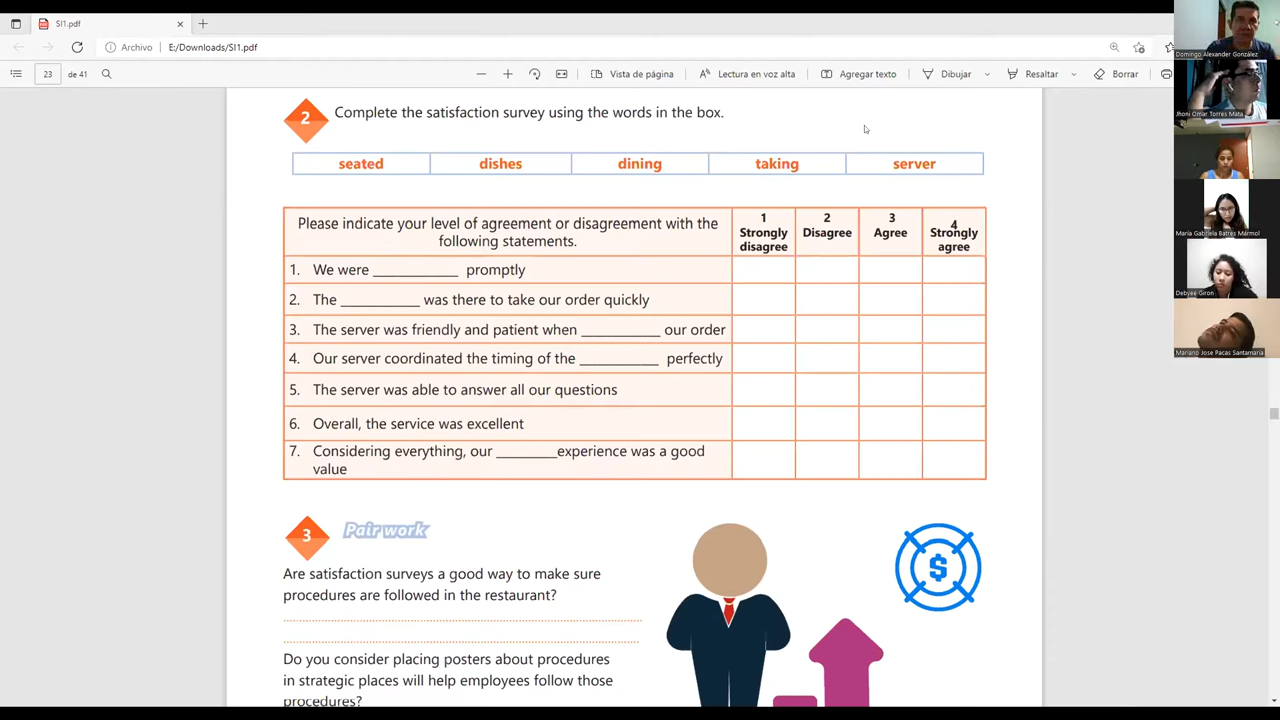 SI1.pdf
Archivo
E:/Downloads/SI1.pdf
23
de 41
Vista de página
Lectura en voz alta
Agregar texto
Dibujar
Resaltar
Borrar
2
Complete the satisfaction survey using the words in the box.
seated
dishes
dining
taking
server
Please indicate your level of agreement or disagreement with the
following statements.
1
Strongly
disagree
2
Disagree
3
Agree
4
Strongly
agree
1. We were ____________ promptly
2. The ___________ was there to take our order quickly
3. The server was friendly and patient when ___________ our order
4. Our server coordinated the timing of the ___________ perfectly
5. The server was able to answer all our questions
6. Overall, the service was excellent
7. Considering everything, our ________experience was a good
value
3
Pair work
Are satisfaction surveys a good way to make sure
procedures are followed in the restaurant?
Do you consider placing posters about procedures
in strategic places will help employees follow those
procedures?
$
Domingo Alexander González
Jhoni Omar Torres Mata
María Gabriela Batres Mármol
Debyee Giron
Mariano Jose Pacas Santamaria